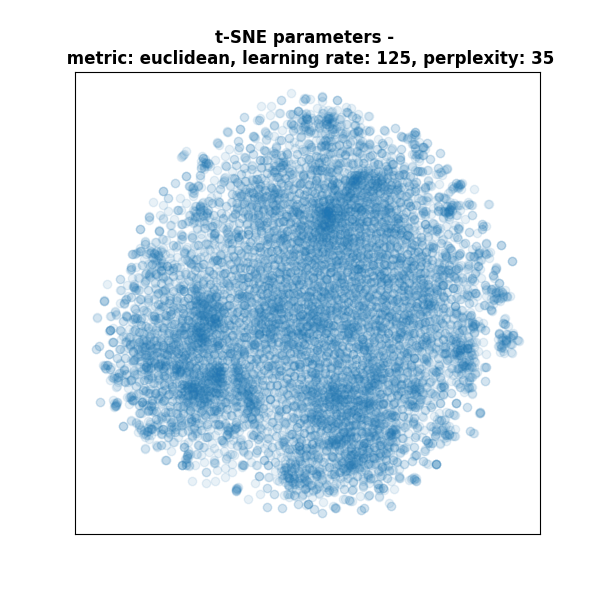 t-SNE parameters -
metric: euclidean, learning rate: 125, perplexity: 35